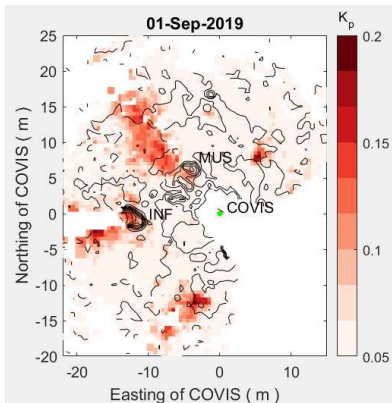 01-Sep-2019
K_p
25
20
15
10
5
0
-5
-10
-15
-20
Northing of COVIS ( m )
MUS
INF
COVIS
-20
-10
0
10
Easting of COVIS ( m )
0.2
0.15
0.1
0.05